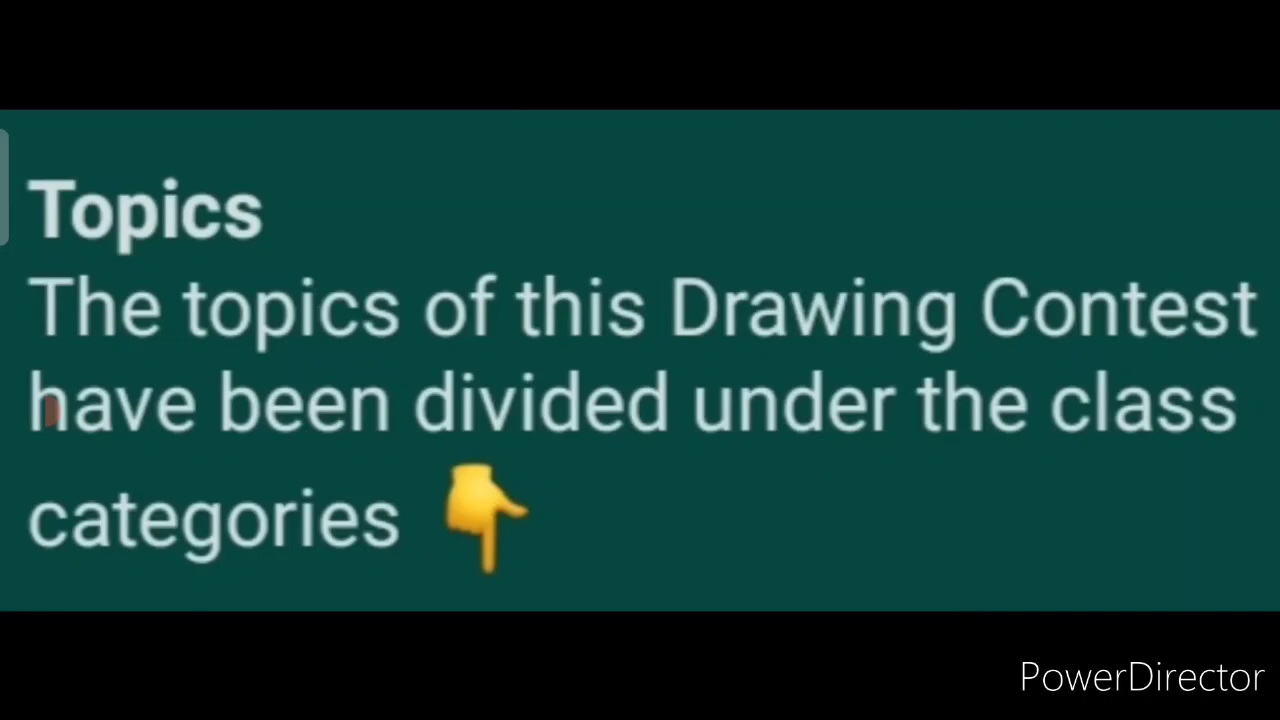 Topics
The topics of this Drawing Contest
have been divided under the class
categories 👇
PowerDirector